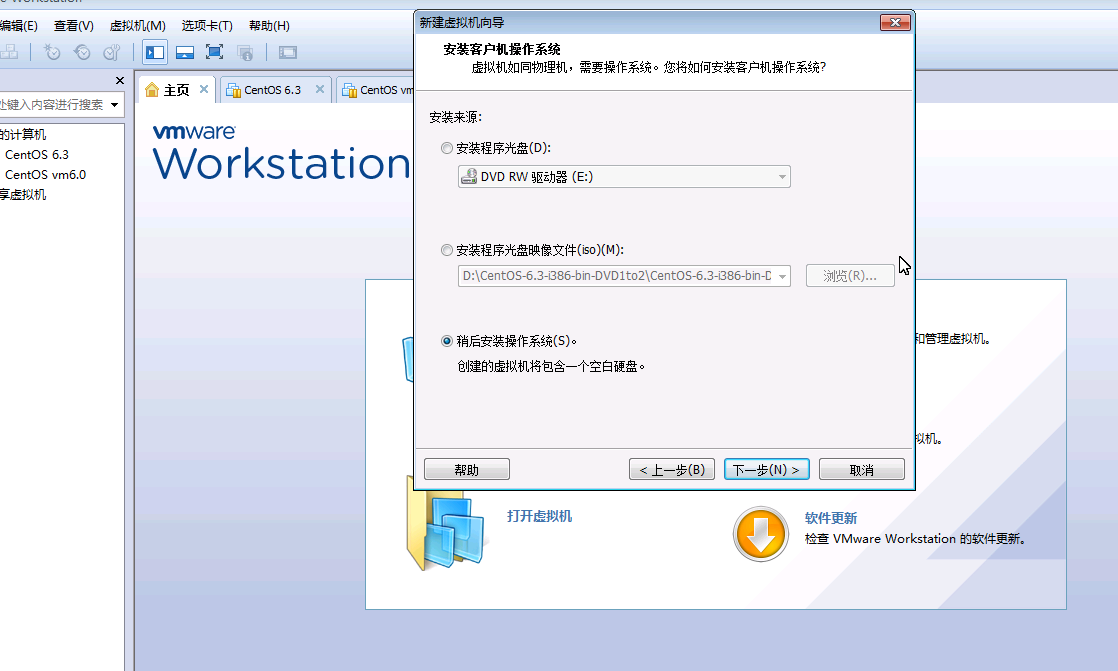 Workstation
编辑(E) 查看(V) 虚拟机(M) 选项卡(T) 帮助(H)
处键入内容进行搜索
的计算机
CentOS 6.3
CentOS vm6.0
享虚拟机
主页
CentOS 6.3
CentOS vm
vmware
Workstation
新建虚拟机向导
安装客户机操作系统
虚拟机如同物理机，需要操作系统。您将如何安装客户机操作系统?
安装来源:
安装程序光盘(D):
DVD RW 驱动器 (E:)
安装程序光盘映像文件(iso)(M):
D:\CentOS-6.3-i386-bin-DVD1to2\CentOS-6.3-i386-bin-D
浏览(R)...
稍后安装操作系统(S)。
创建的虚拟机将包含一个空白硬盘。
帮助
< 上一步(B)
下一步(N) >
取消
和管理虚拟机。
拟机。
打开虚拟机
软件更新
检查 VMware Workstation 的软件更新。